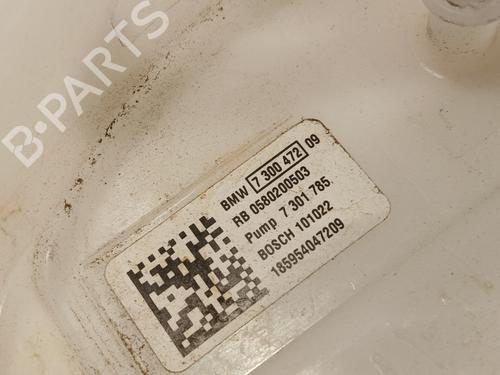 B-PARTS
BMW 7 300 472 09
RB 0580200503
Pump 7 301 785
BOSCH 101022
185954047209